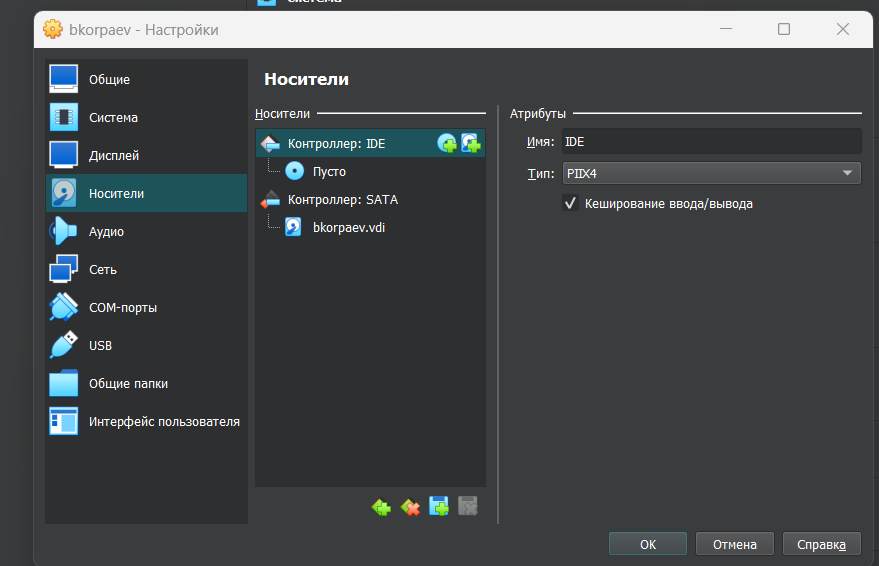 система
bkorpaev - Настройки
Общие
Система
Дисплей
Носители
Аудио
Сеть
COM-порты
USB
Общие папки
Интерфейс пользователя
Носители
Носители
Контроллер: IDE
Пусто
Контроллер: SATA
bkorpaev.vdi
Атрибуты
Имя: IDE
Тип: PIIX4
Кеширование ввода/вывода
OK
Отмена
Справка